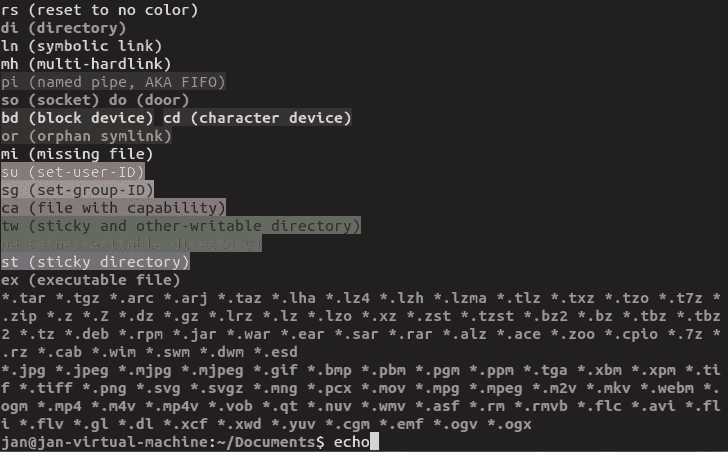 rs (reset to no color)
di (directory)
ln (symbolic link)
mh (multi-hardlink)
pi (named pipe, AKA FIFO)
so (socket) do (door)
bd (block device) cd (character device)
or (orphan symlink)
mi (missing file)
su (set-user-ID)
sg (set-group-ID)
ca (file with capability)
tw (sticky and other-writable directory)
ow (other-writable directory)
st (sticky directory)
ex (executable file)
*.tar *.tgz *.arc *.arj *.taz *.lha *.lz4 *.lzh *.lzma *.tlz *.txz *.tzo *.t7z *
.zip *.z *.Z *.dz *.gz *.lrz *.lz *.lzo *.xz *.zst *.tzst *.bz2 *.bz *.tbz *.tbz
2 *.tz *.deb *.rpm *.jar *.war *.ear *.sar *.rar *.alz *.ace *.zoo *.cpio *.7z *
.rz *.cab *.wim *.swm *.dwm *.esd
*.jpg *.jpeg *.mjpg *.mjpeg *.gif *.bmp *.pbm *.pgm *.ppm *.tga *.xbm *.xpm *.ti
f *.tiff *.png *.svg *.svgz *.mng *.pcx *.mov *.mpg *.mpeg *.m2v *.mkv *.webm *.
ogm *.mp4 *.m4v *.mp4v *.vob *.qt *.nuv *.wmv *.asf *.rm *.rmvb *.flc *.avi *.fl
i *.flv *.gl *.dl *.xcf *.xwd *.yuv *.cgm *.emf *.ogv *.ogx
jan@jan-virtual-machine:~/Documents$ echo